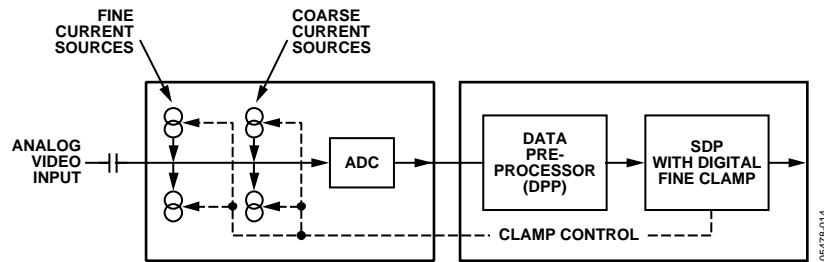 FINE
CURRENT
SOURCES
COARSE
CURRENT
SOURCES
ANALOG
VIDEO
INPUT
ADC
DATA
PRE-
PROCESSOR
(DPP)
SDP
WITH DIGITAL
FINE CLAMP
CLAMP CONTROL
05478-014